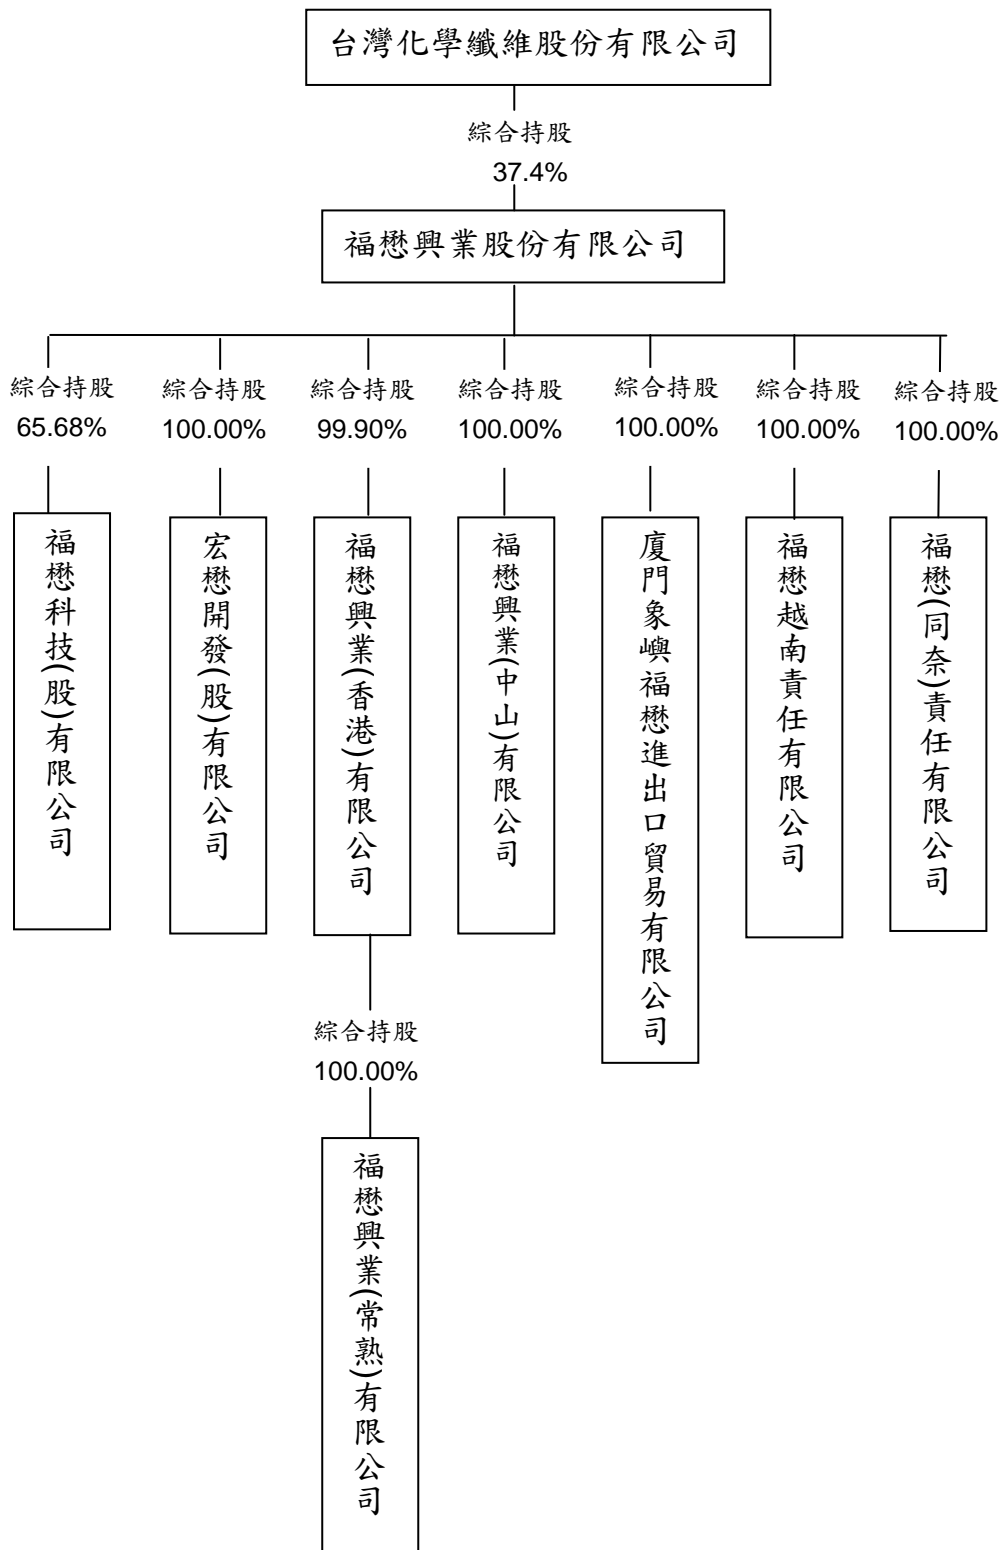 台灣化學纖維股份有限公司
綜合持股
37.4%
福懋興業股份有限公司
綜合持股
65.68%
綜合持股
100.00%
綜合持股
99.90%
綜合持股
100.00%
綜合持股
100.00%
綜合持股
100.00%
綜合持股
100.00%
福懋科技(股)有限公司
宏懋開發(股)有限公司
福懋興業(香港)有限公司
福懋興業(中山)有限公司
廈門象嶼福懋進出口貿易有限公司
福懋越南責任有限公司
福懋(同奈)責任有限公司
綜合持股
100.00%
福懋興業(常熟)有限公司